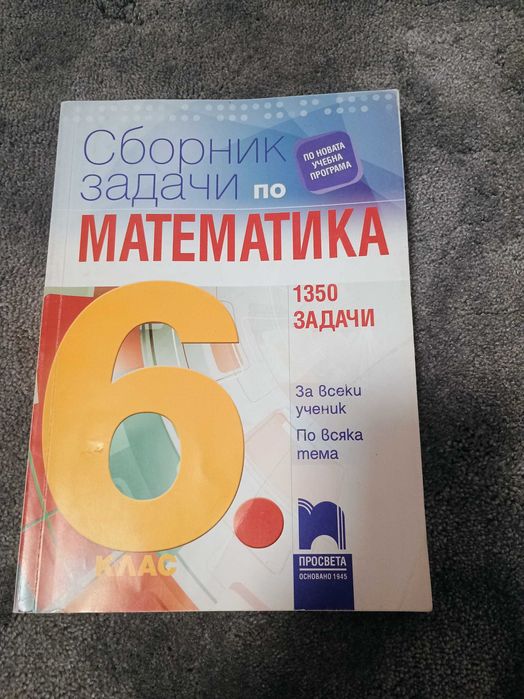 Сборник
задачи по
МАТЕМАТИКА
ПО НОВАТА
УЧЕБНА
ПРОГРАМА
1350
ЗАДАЧИ
6.
КЛАС
За всеки
ученик
По всяка
тема
ПРОСВЕТА
ОСНОВАНО 1945